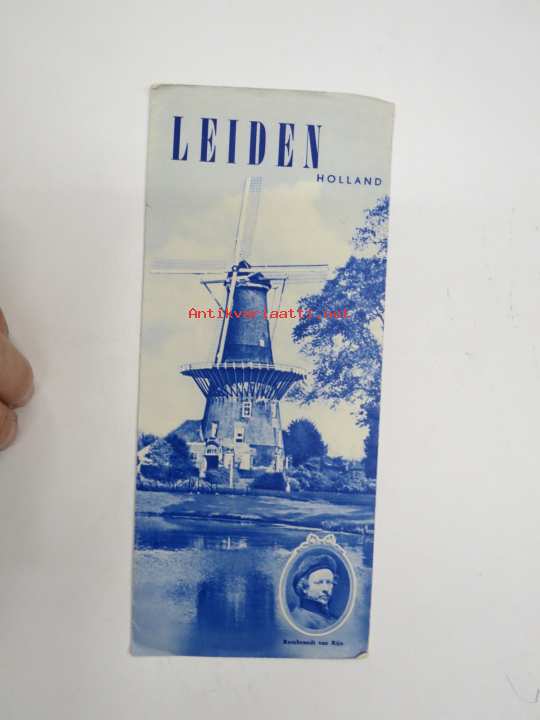 LEIDEN
HOLLAND
Antikvariaatti.net
Rembrandt van Rijn